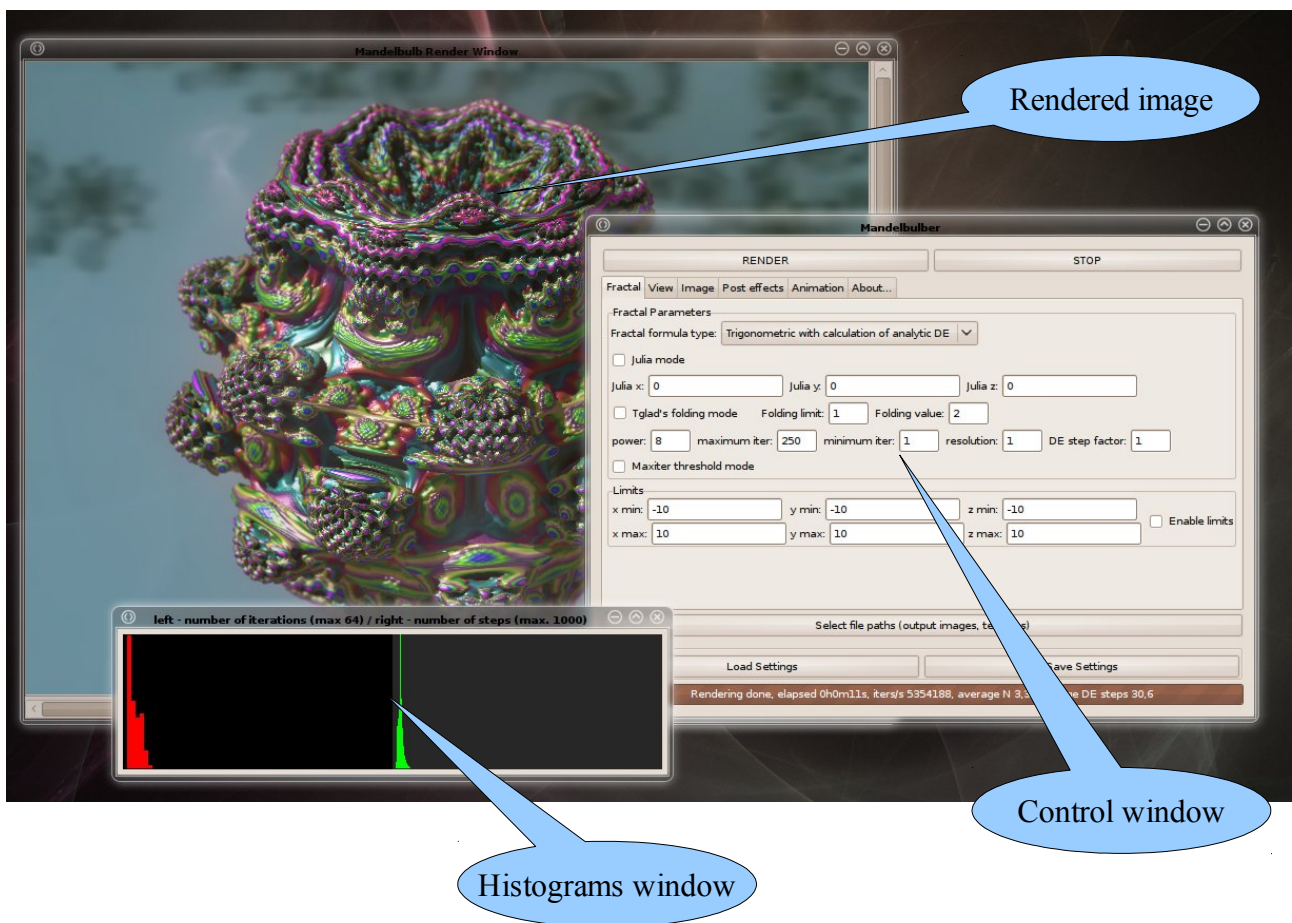 Mandelbulb Render Window
Rendered image
Mandelbulber
RENDER STOP
Fractal View Image Post effects Animation About...
Fractal Parameters
Fractal formula type: Trigonometric with calculation of analytic DE
Julia mode
Julia x: 0 Julia y: 0 Julia z: 0
Tglad's folding mode Folding limit: 1 Folding value: 2
power: 8 maximum iter: 250 minimum iter: 1 resolution: 1 DE step factor: 1
Maxiter threshold mode
Limits
x min: -10 y min: -10 z min: -10
Enable limits
x max: 10 y max: 10 z max: 10
left - number of iterations (max 64) / right - number of steps (max. 1000)
Select file paths (output images,
Load Settings Save Settings
Rendering done, elapsed 0h0m11s, iters/s 5354188, average N DE steps 30,6
Control window
Histograms window